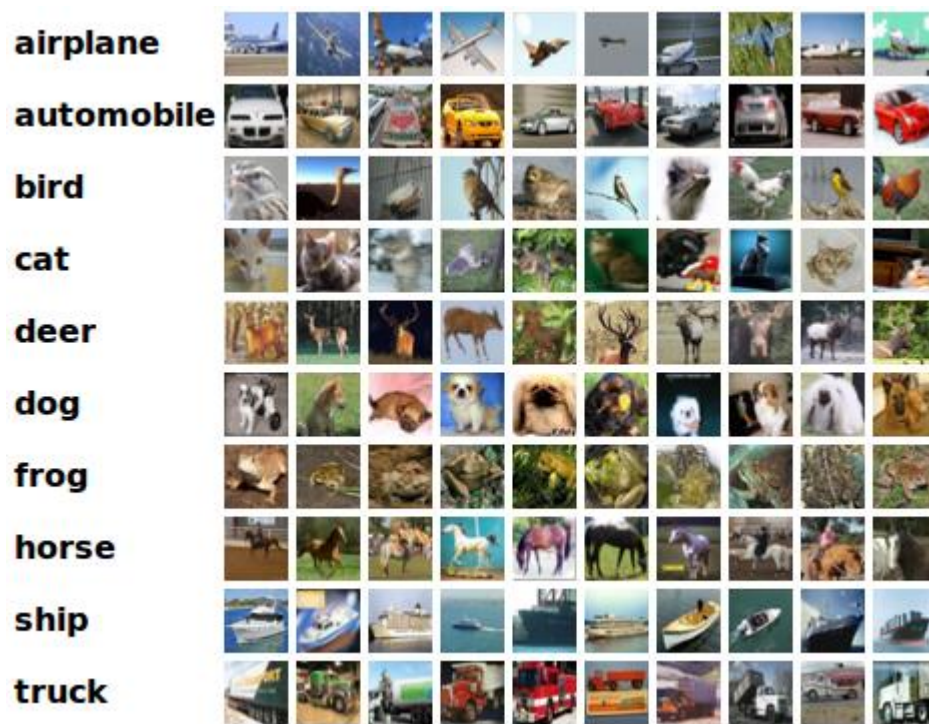 airplane
automobile
bird
cat
deer
dog
frog
horse
ship
truck